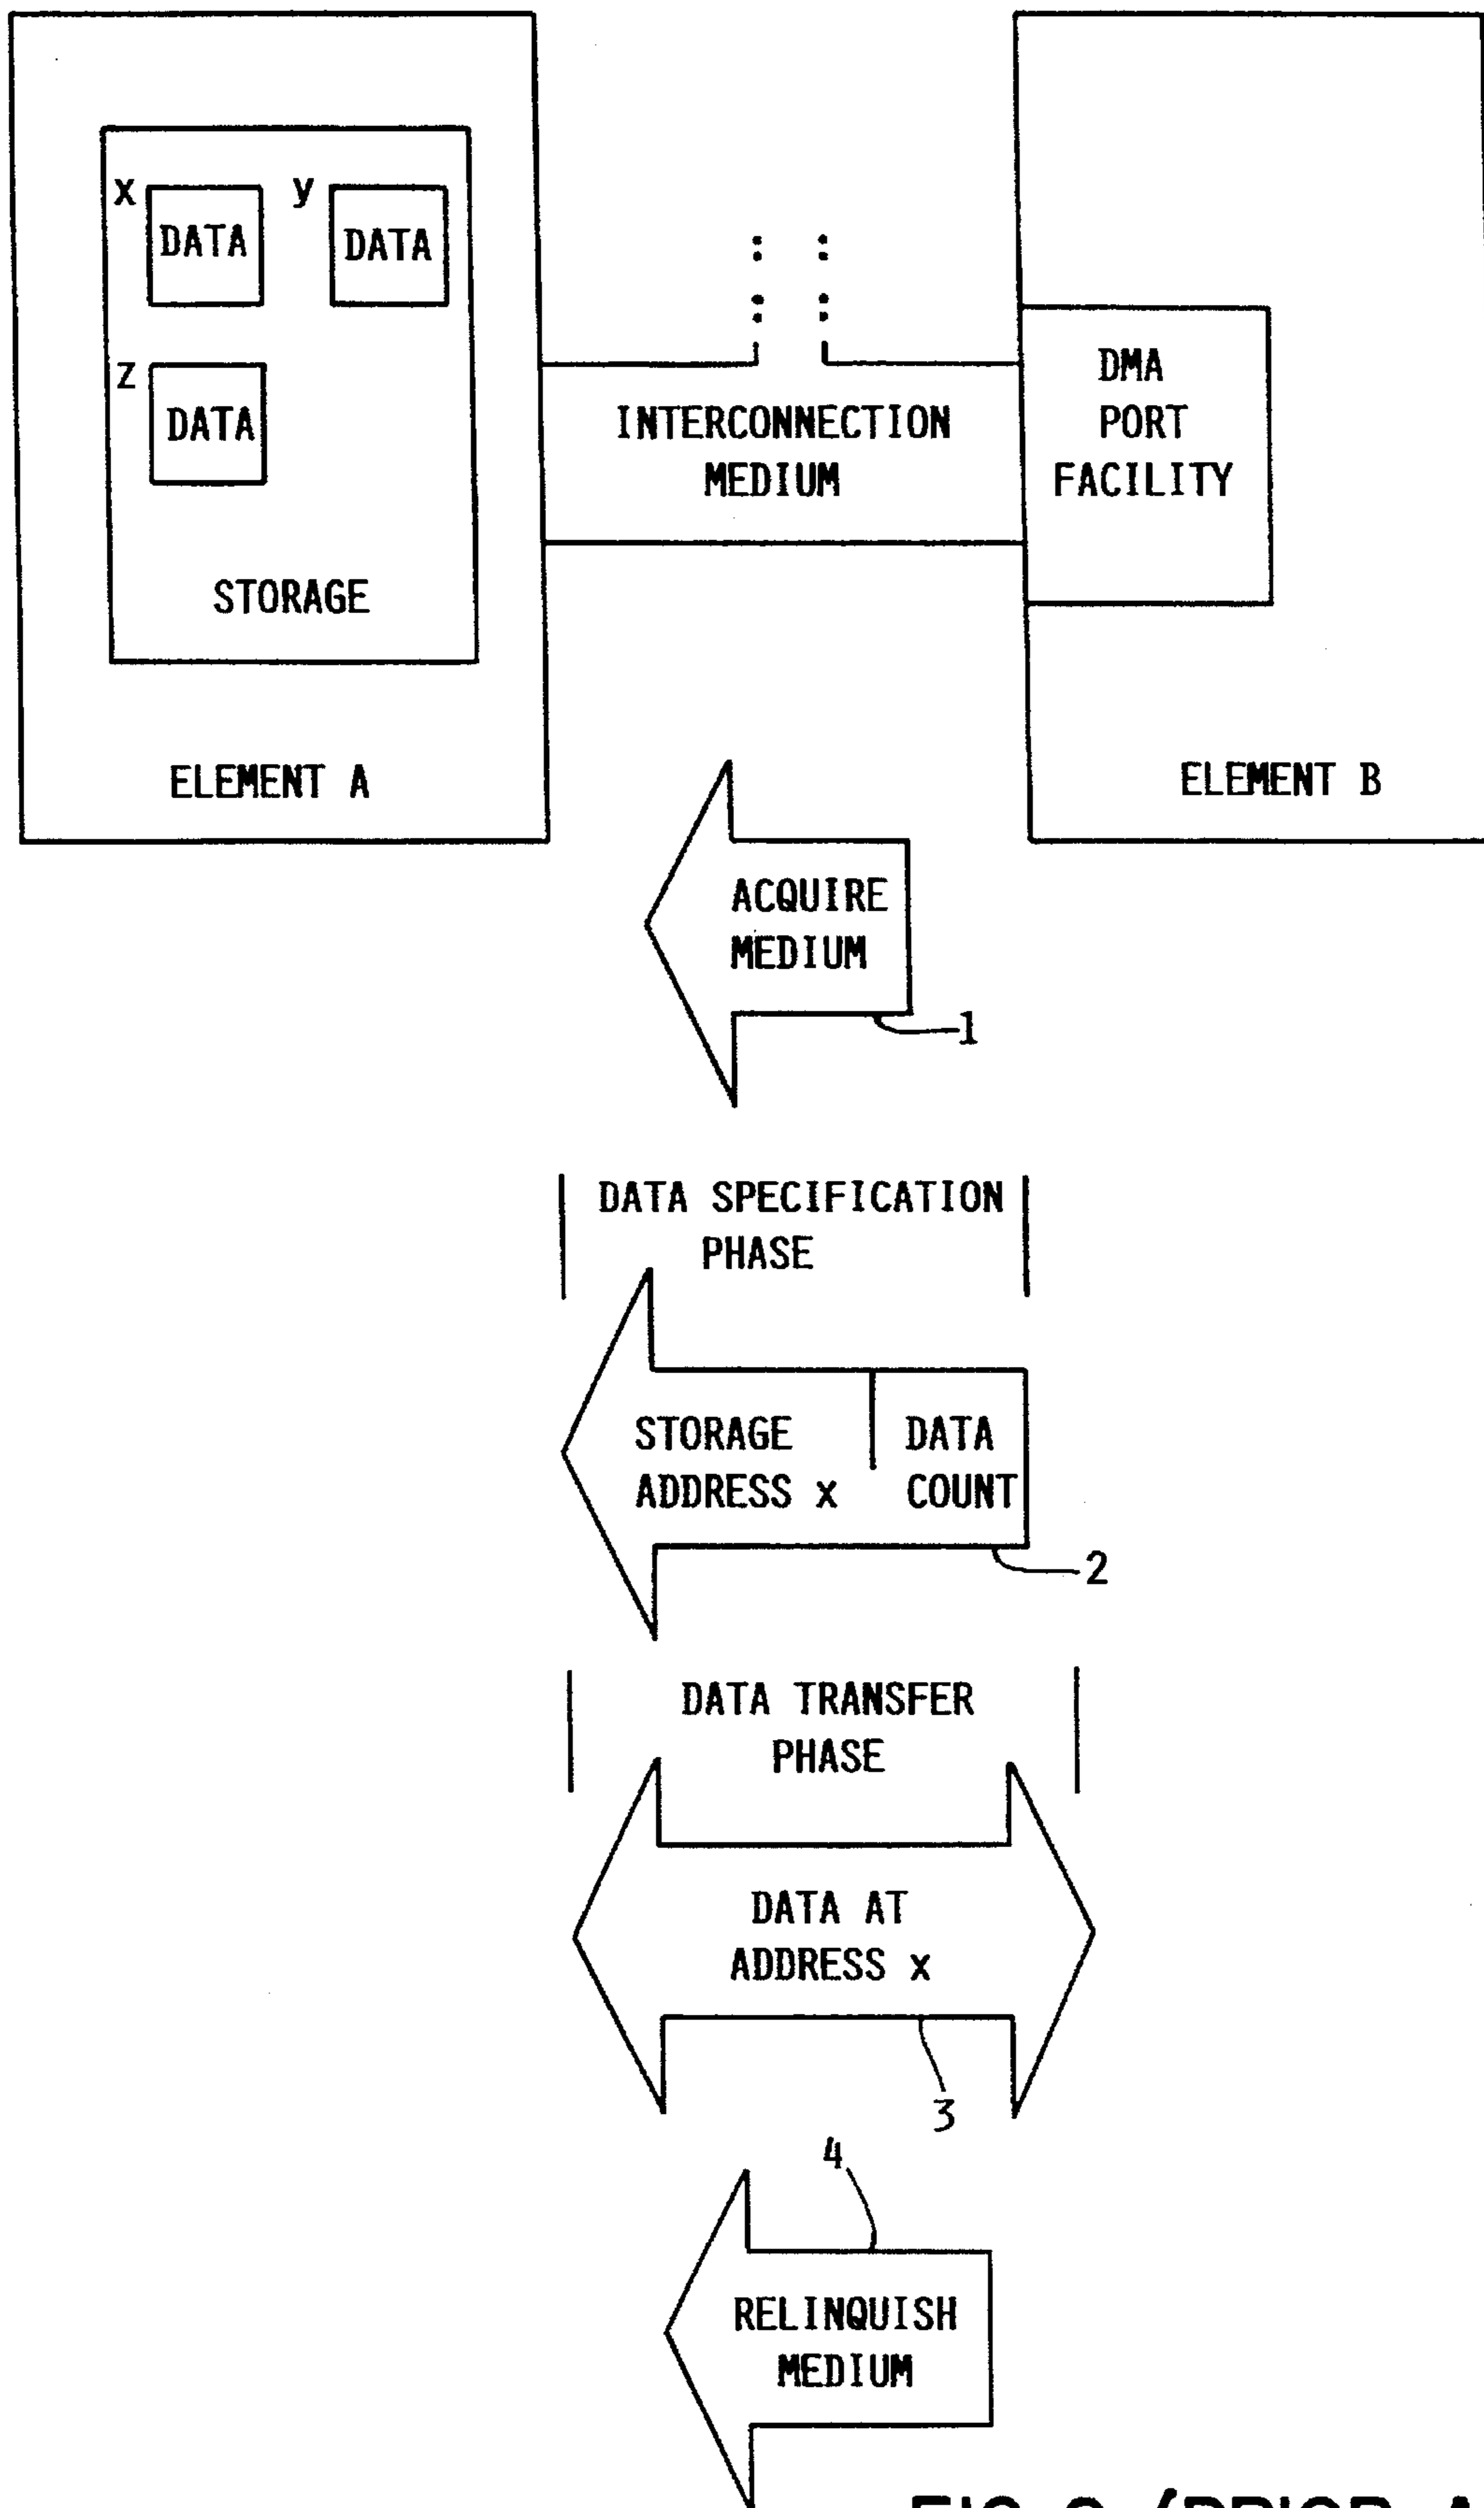 x
DATA
y
DATA
z
DATA
STORAGE
ELEMENT A
INTERCONNECTION
MEDIUM
DMA
PORT
FACILITY
ELEMENT B
ACQUIRE
MEDIUM
1
DATA SPECIFICATION
PHASE
STORAGE
ADDRESS x
DATA
COUNT
2
DATA TRANSFER
PHASE
DATA AT
ADDRESS x
3
4
RELINQUISH
MEDIUM